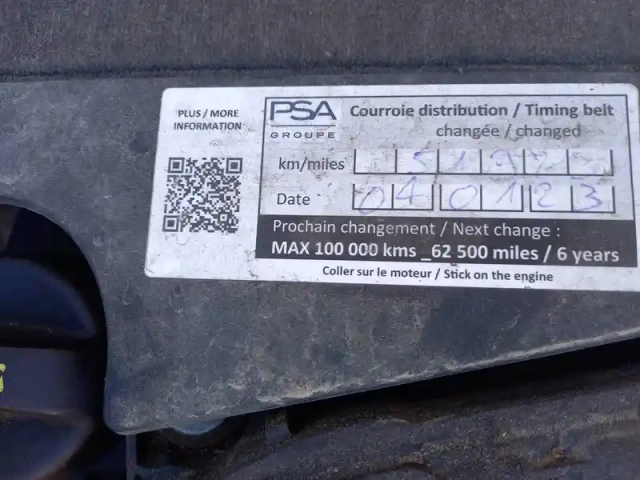 PLUS / MORE
INFORMATION
PSA
GROUPE
Courroie distribution / Timing belt
changée / changed
km/miles
Date 040123
Prochain changement / Next change :
MAX 100 000 kms _62 500 miles / 6 years
Coller sur le moteur / Stick on the engine